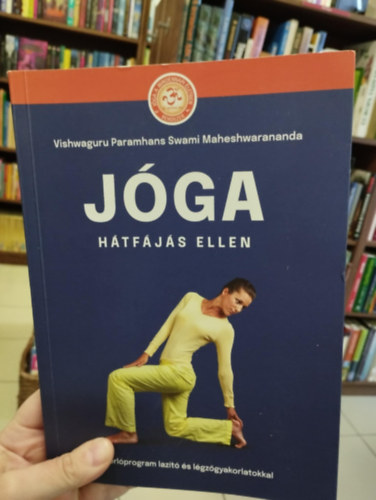 Vishwaguru Paramhans Swami Maheshwarananda
JÓGA
HÁTFÁJÁS ELLEN
lazító és légzőgyakorlatokkal